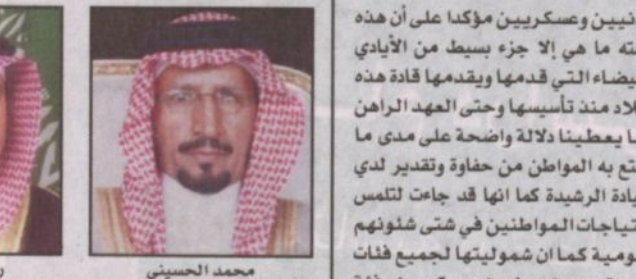 نيين وعسكريين مؤكدا على أن هذه
ته ما هي إلا جزء بسيط من الأيادي
يضاء التي قدمها ويقدمها قادة هذه
لاد منذ تأسيسها وحتى العهد الراهن
ا يعطينا دلالة واضحة على مدى ما
تع به المواطن من حفاوة وتقدير لدي
يادة الرشيدة كما انها قد جاءت لتلمس
تياجات المواطنين في شتى شئونهم
ومية كما ان شموليتها لجميع فئات
محمد الحسيني